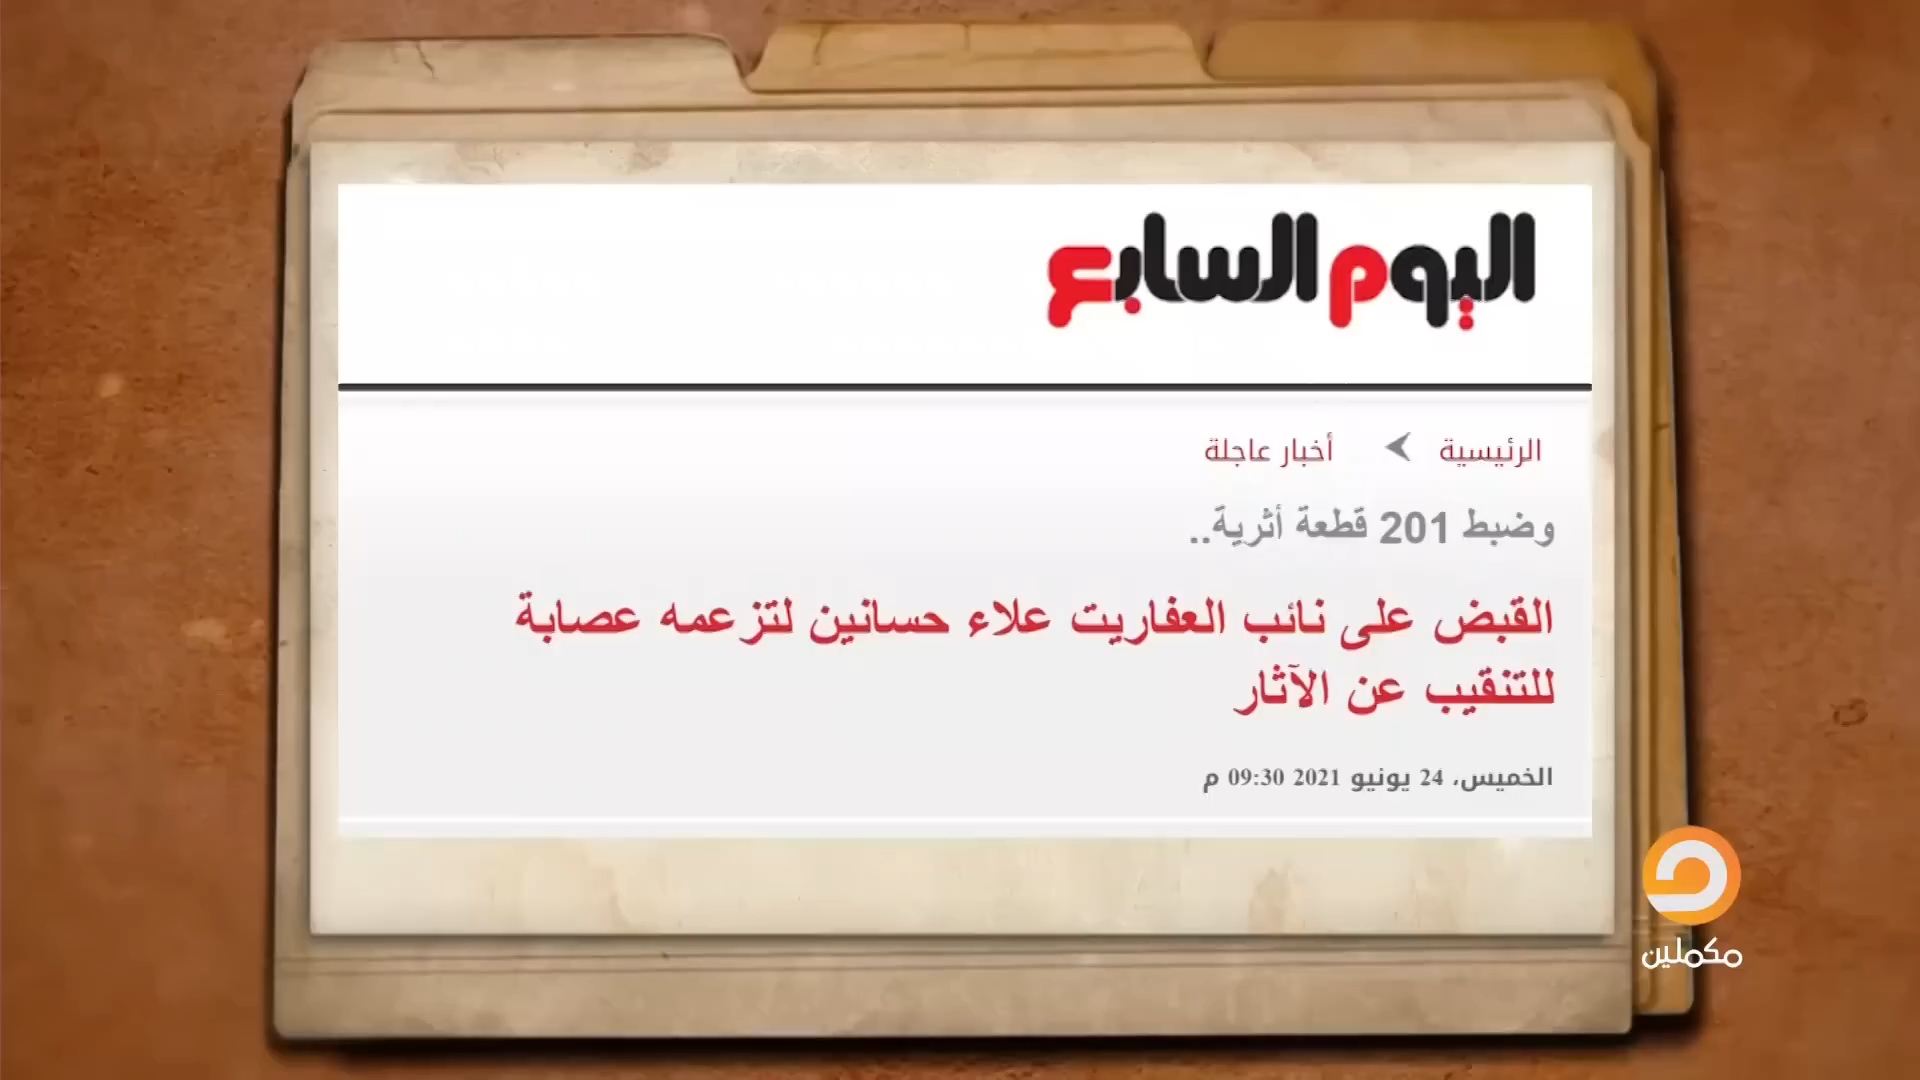 اليوم السابع
الرئيسية أخبار عاجلة
وضبط 201 قطعة أثرية..
القبض على نائب العفاريت علاء حسانين لتزعمه عصابة
للتنقيب عن الآثار
الخميس، 24 يونيو 2021 09:30 م
مكملين